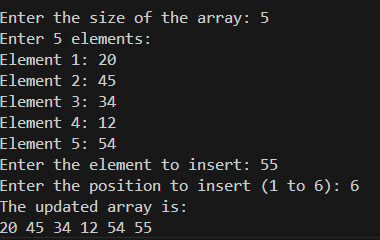 Enter the size of the array: 5
Enter 5 elements:
Element 1: 20
Element 2: 45
Element 3: 34
Element 4: 12
Element 5: 54
Enter the element to insert: 55
Enter the position to insert (1 to 6): 6
The updated array is:
20 45 34 12 54 55